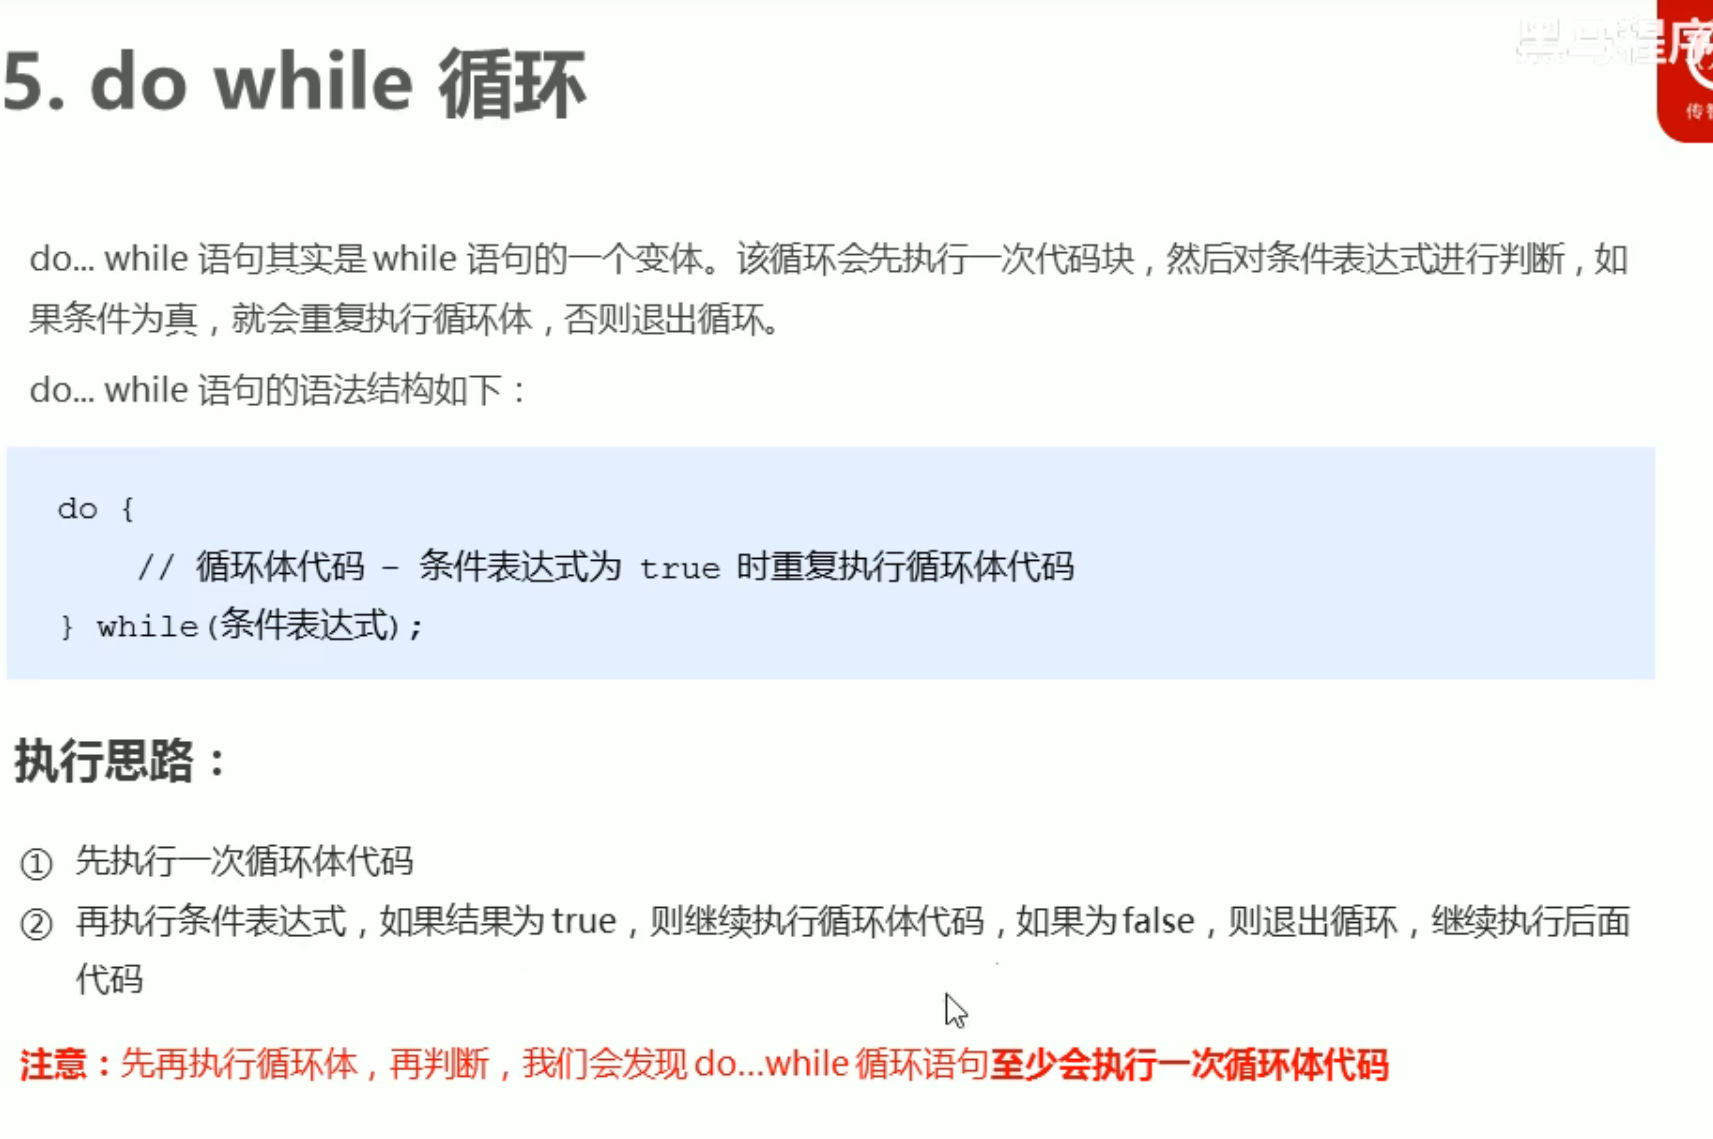 黑马程序
传智
5. do while 循环
do... while 语句其实是 while 语句的一个变体。该循环会先执行一次代码块，然后对条件表达式进行判断，如
果条件为真，就会重复执行循环体，否则退出循环。
do... while 语句的语法结构如下：
do {
// 循环体代码 - 条件表达式为 true 时重复执行循环体代码
} while(条件表达式);
执行思路：
① 先执行一次循环体代码
② 再执行条件表达式，如果结果为 true，则继续执行循环体代码，如果为 false，则退出循环，继续执行后面
代码
注意：先再执行循环体，再判断，我们会发现 do...while 循环语句至少会执行一次循环体代码